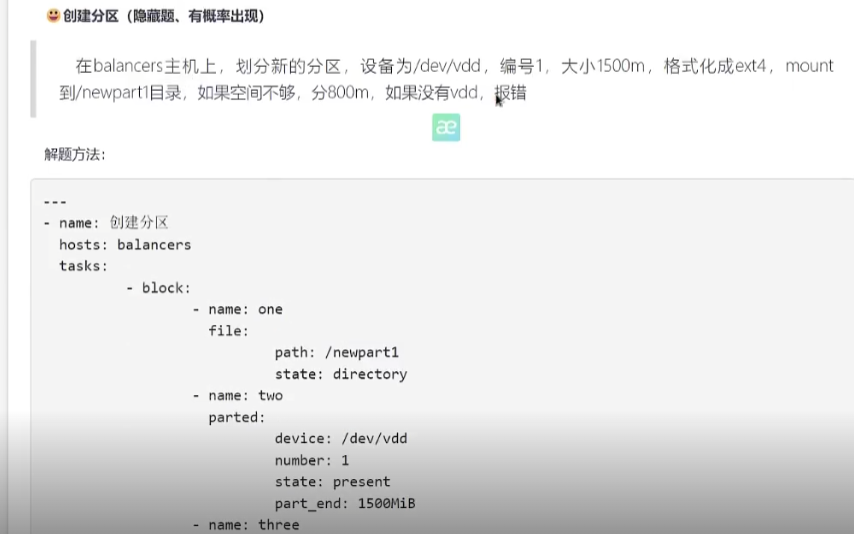 😃创建分区（隐藏题、有概率出现）
在balancers主机上，划分新的分区，设备为/dev/vdd，编号1，大小1500m，格式化成ext4，mount
到/newpart1目录，如果空间不够，分800m，如果没有vdd，报错
æ
解题方法：
---
- name: 创建分区
  hosts: balancers
  tasks:
          - block:
                  - name: one
                    file:
                            path: /newpart1
                            state: directory
                  - name: two
                    parted:
                            device: /dev/vdd
                            number: 1
                            state: present
                            part_end: 1500MiB
                  - name: three